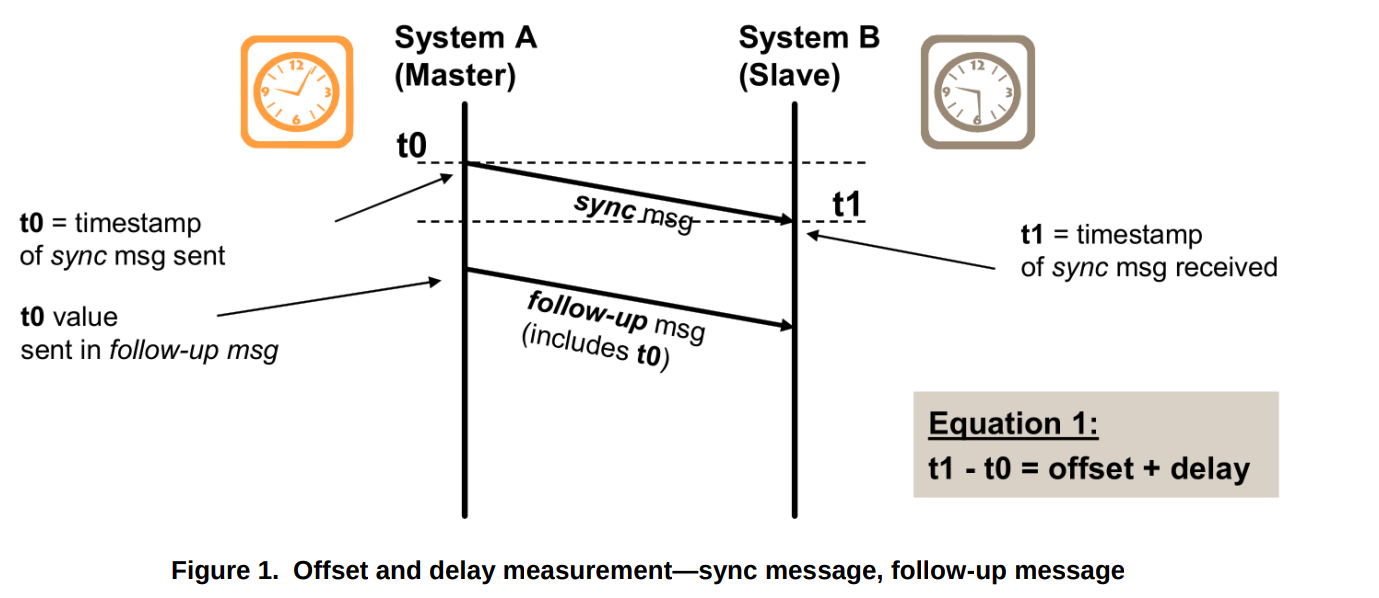 System A
(Master)
System B
(Slave)
12
3
6
9
12
3
6
9
t0
sync msg
t1
t0 = timestamp
of sync msg sent
t1 = timestamp
of sync msg received
t0 value
sent in follow-up msg
follow-up msg
(includes t0)
Equation 1:
t1 - t0 = offset + delay
Figure 1. Offset and delay measurement—sync message, follow-up message